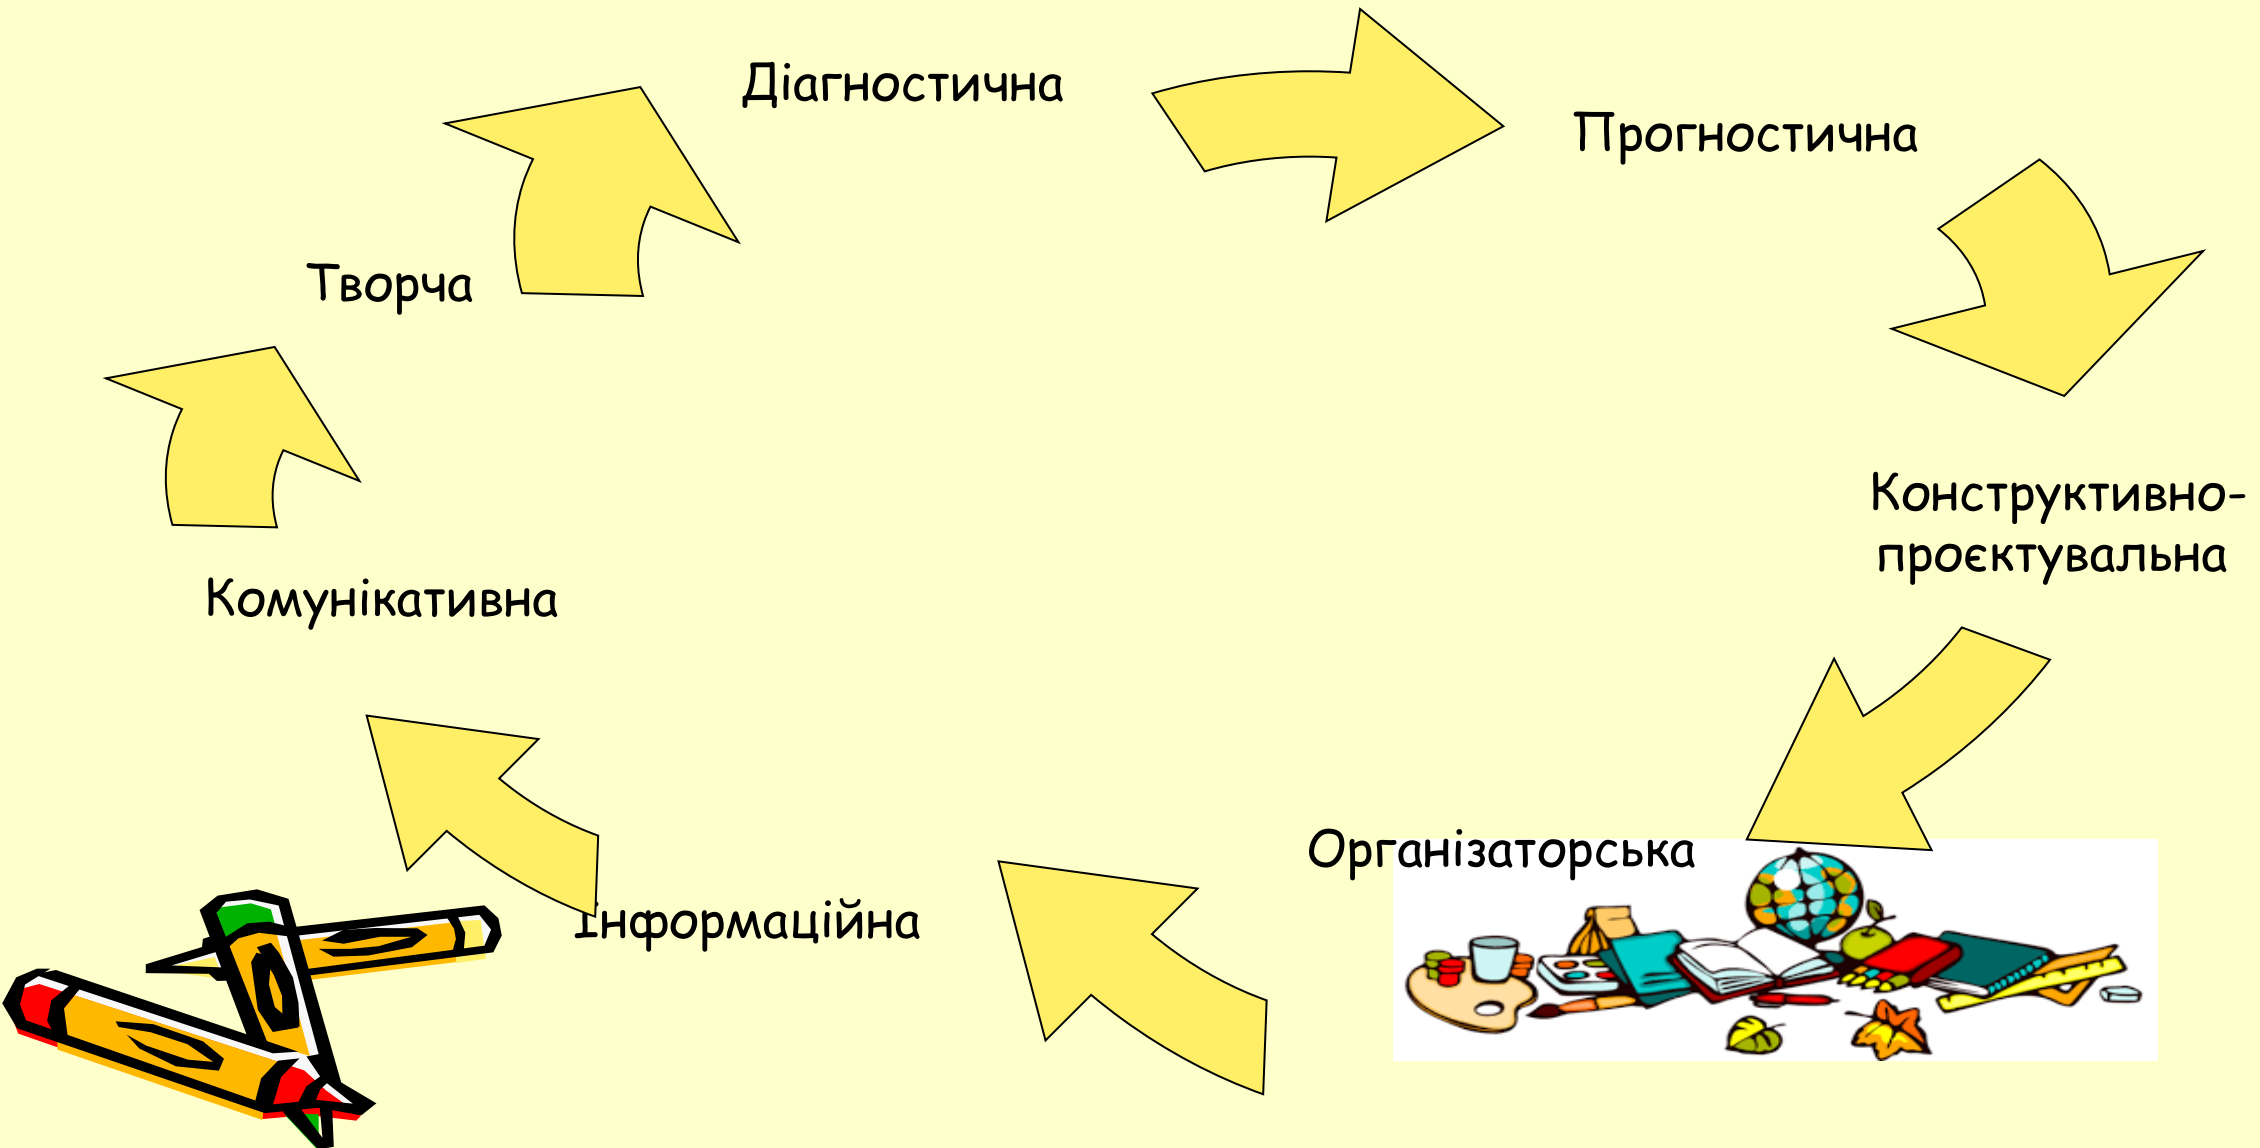 Діагностична
Прогностична
Творча
Конструктивно-
проєктувальна
Комунікативна
Організаторська
Інформаційна